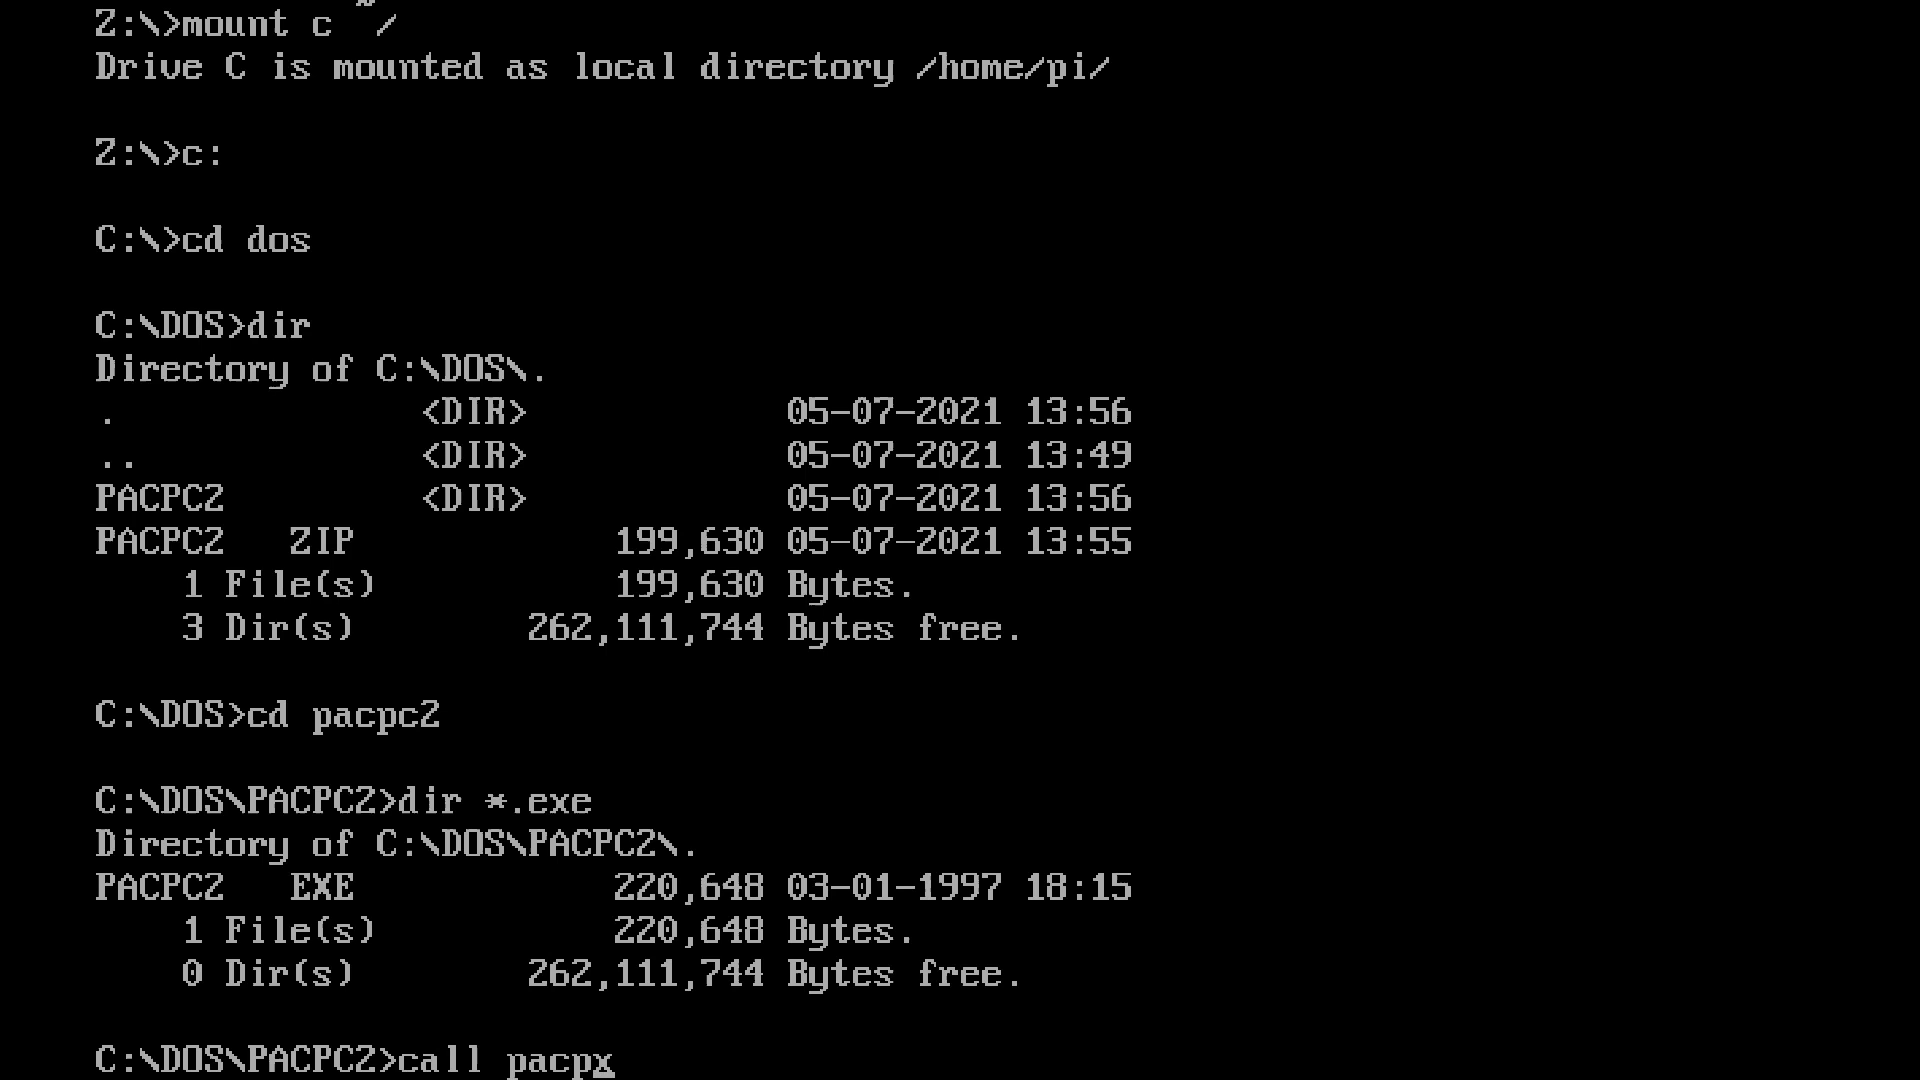 Z:\>mount c ~/
Drive C is mounted as local directory /home/pi/
Z:\>c:
C:\>cd dos
C:\DOS>dir
Directory of C:\DOS\.
. <DIR> 05-07-2021 13:56
.. <DIR> 05-07-2021 13:49
PACPC2 <DIR> 05-07-2021 13:56
PACPC2 ZIP 199,630 05-07-2021 13:55
1 File(s) 199,630 Bytes.
3 Dir(s) 262,111,744 Bytes free.
C:\DOS>cd pacpc2
C:\DOS\PACPC2>dir *.exe
Directory of C:\DOS\PACPC2\.
PACPC2 EXE 220,648 03-01-1997 18:15
1 File(s) 220,648 Bytes.
0 Dir(s) 262,111,744 Bytes free.
C:\DOS\PACPC2>call pacpx